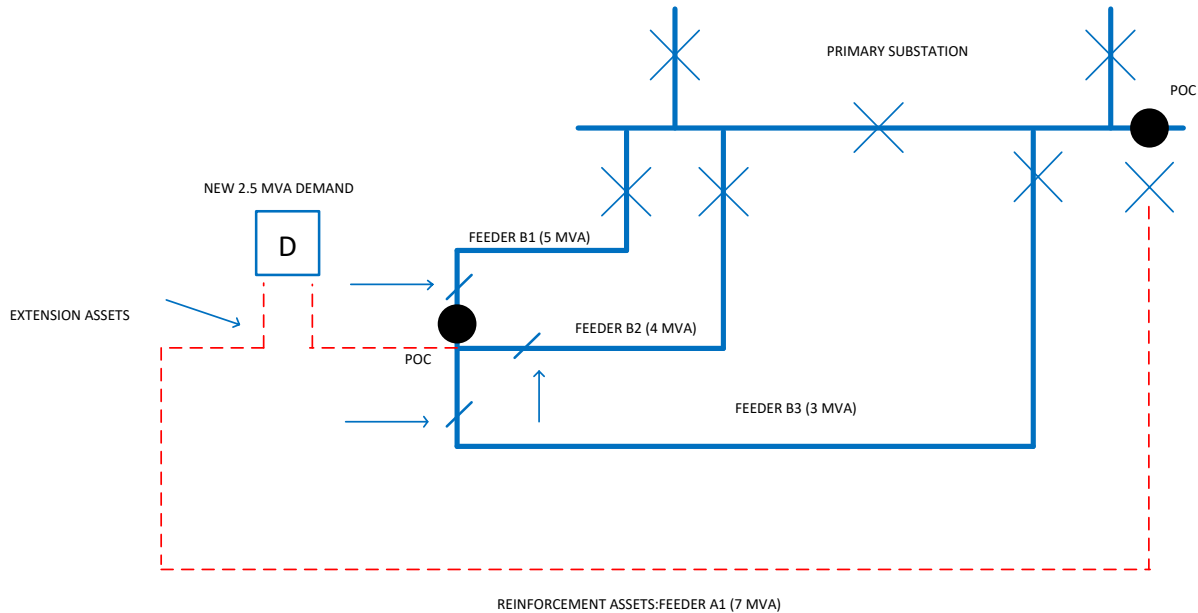 PRIMARY SUBSTATION
POC
NEW 2.5 MVA DEMAND
D
FEEDER B1 (5 MVA)
EXTENSION ASSETS
FEEDER B2 (4 MVA)
POC
FEEDER B3 (3 MVA)
REINFORCEMENT ASSETS:FEEDER A1 (7 MVA)